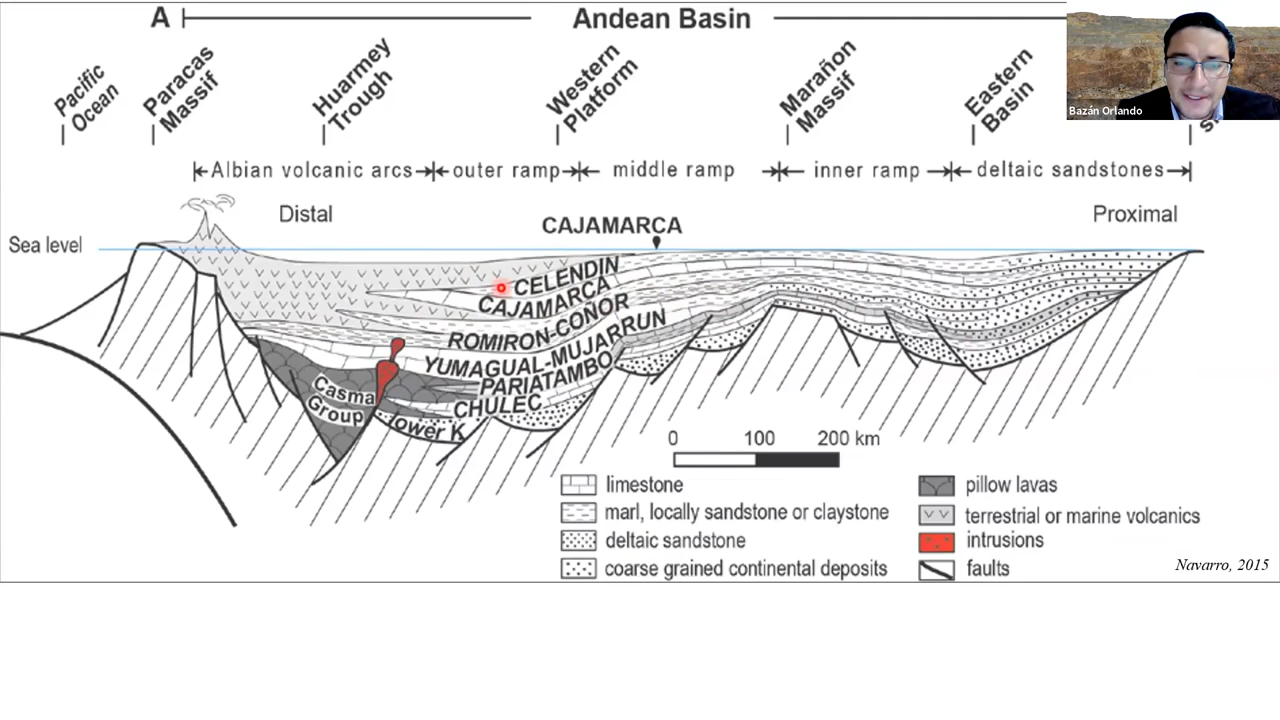 A
Andean Basin
Bazán Orlando
Pacific
Ocean
Paracas
Massif
Huarmey
Trough
Western
Platform
Marañon
Massif
Eastern
Basin
Albian volcanic arcs
outer ramp
middle ramp
inner ramp
deltaic sandstones
Distal
Proximal
CAJAMARCA
Sea level
CELENDIN
CAJAMARCA
ROMIRON-COÑOR
YUMAGUAL-MUJARRUN
PARIATAMBO
CHULEC
Casma
Group
lower K
0 100 200 km
limestone
marl, locally sandstone or claystone
deltaic sandstone
coarse grained continental deposits
pillow lavas
terrestrial or marine volcanics
intrusions
faults
Navarro, 2015